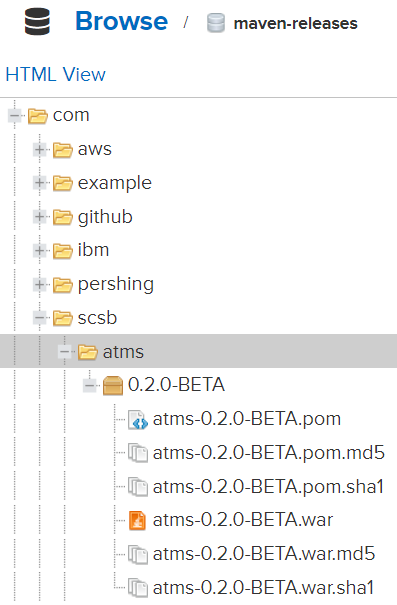 Browse / maven-releases
HTML View
com
aws
example
github
ibm
pershing
scsb
atms
0.2.0-BETA
atms-0.2.0-BETA.pom
atms-0.2.0-BETA.pom.md5
atms-0.2.0-BETA.pom.sha1
atms-0.2.0-BETA.war
atms-0.2.0-BETA.war.md5
atms-0.2.0-BETA.war.sha1